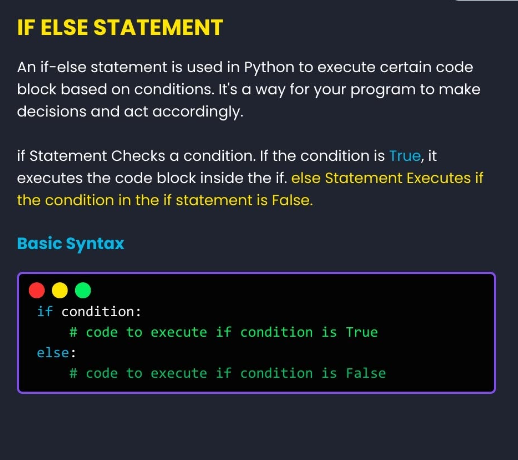 IF ELSE STATEMENT
An if-else statement is used in Python to execute certain code
block based on conditions. It's a way for your program to make
decisions and act accordingly.
if Statement Checks a condition. If the condition is True, it
executes the code block inside the if. else Statement Executes if
the condition in the if statement is False.
Basic Syntax
if condition:
    # code to execute if condition is True
else:
    # code to execute if condition is False